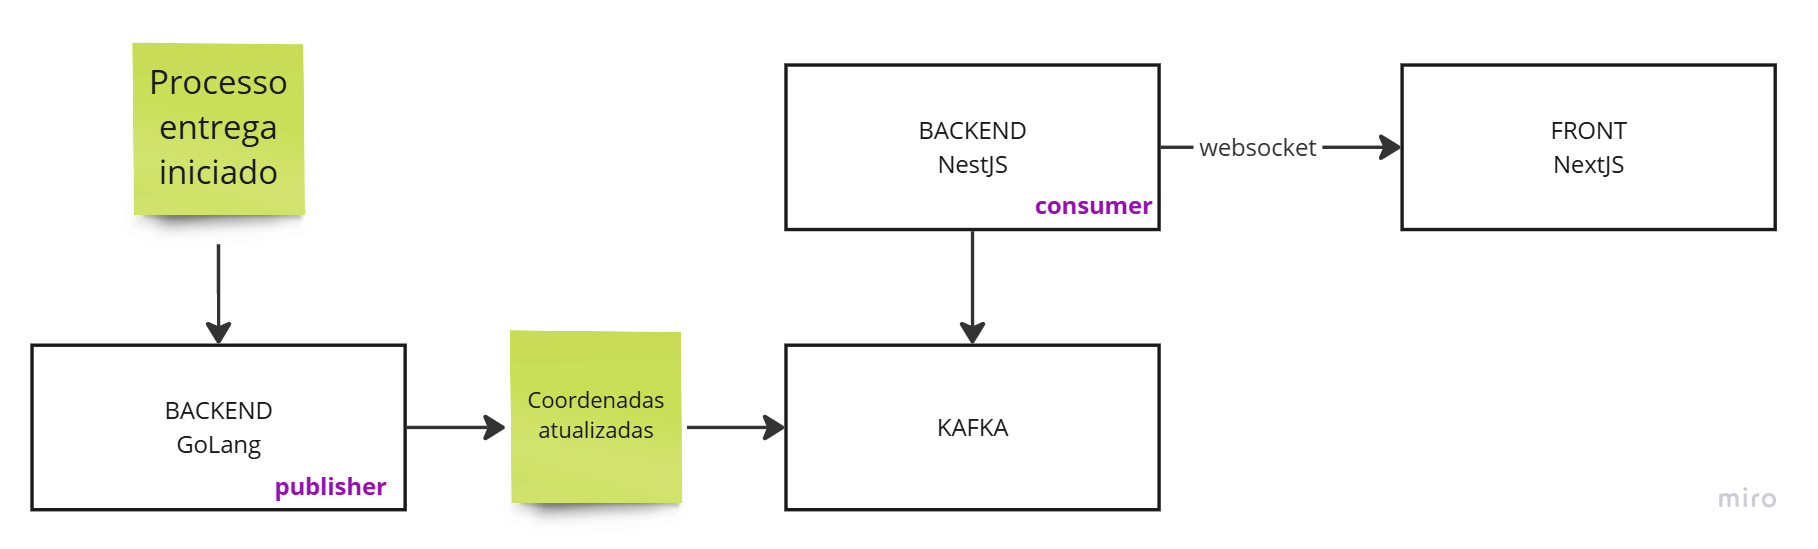 Processo
entrega
iniciado
BACKEND
NestJS
consumer
websocket
FRONT
NextJS
BACKEND
GoLang
publisher
Coordenadas
atualizadas
KAFKA
miro